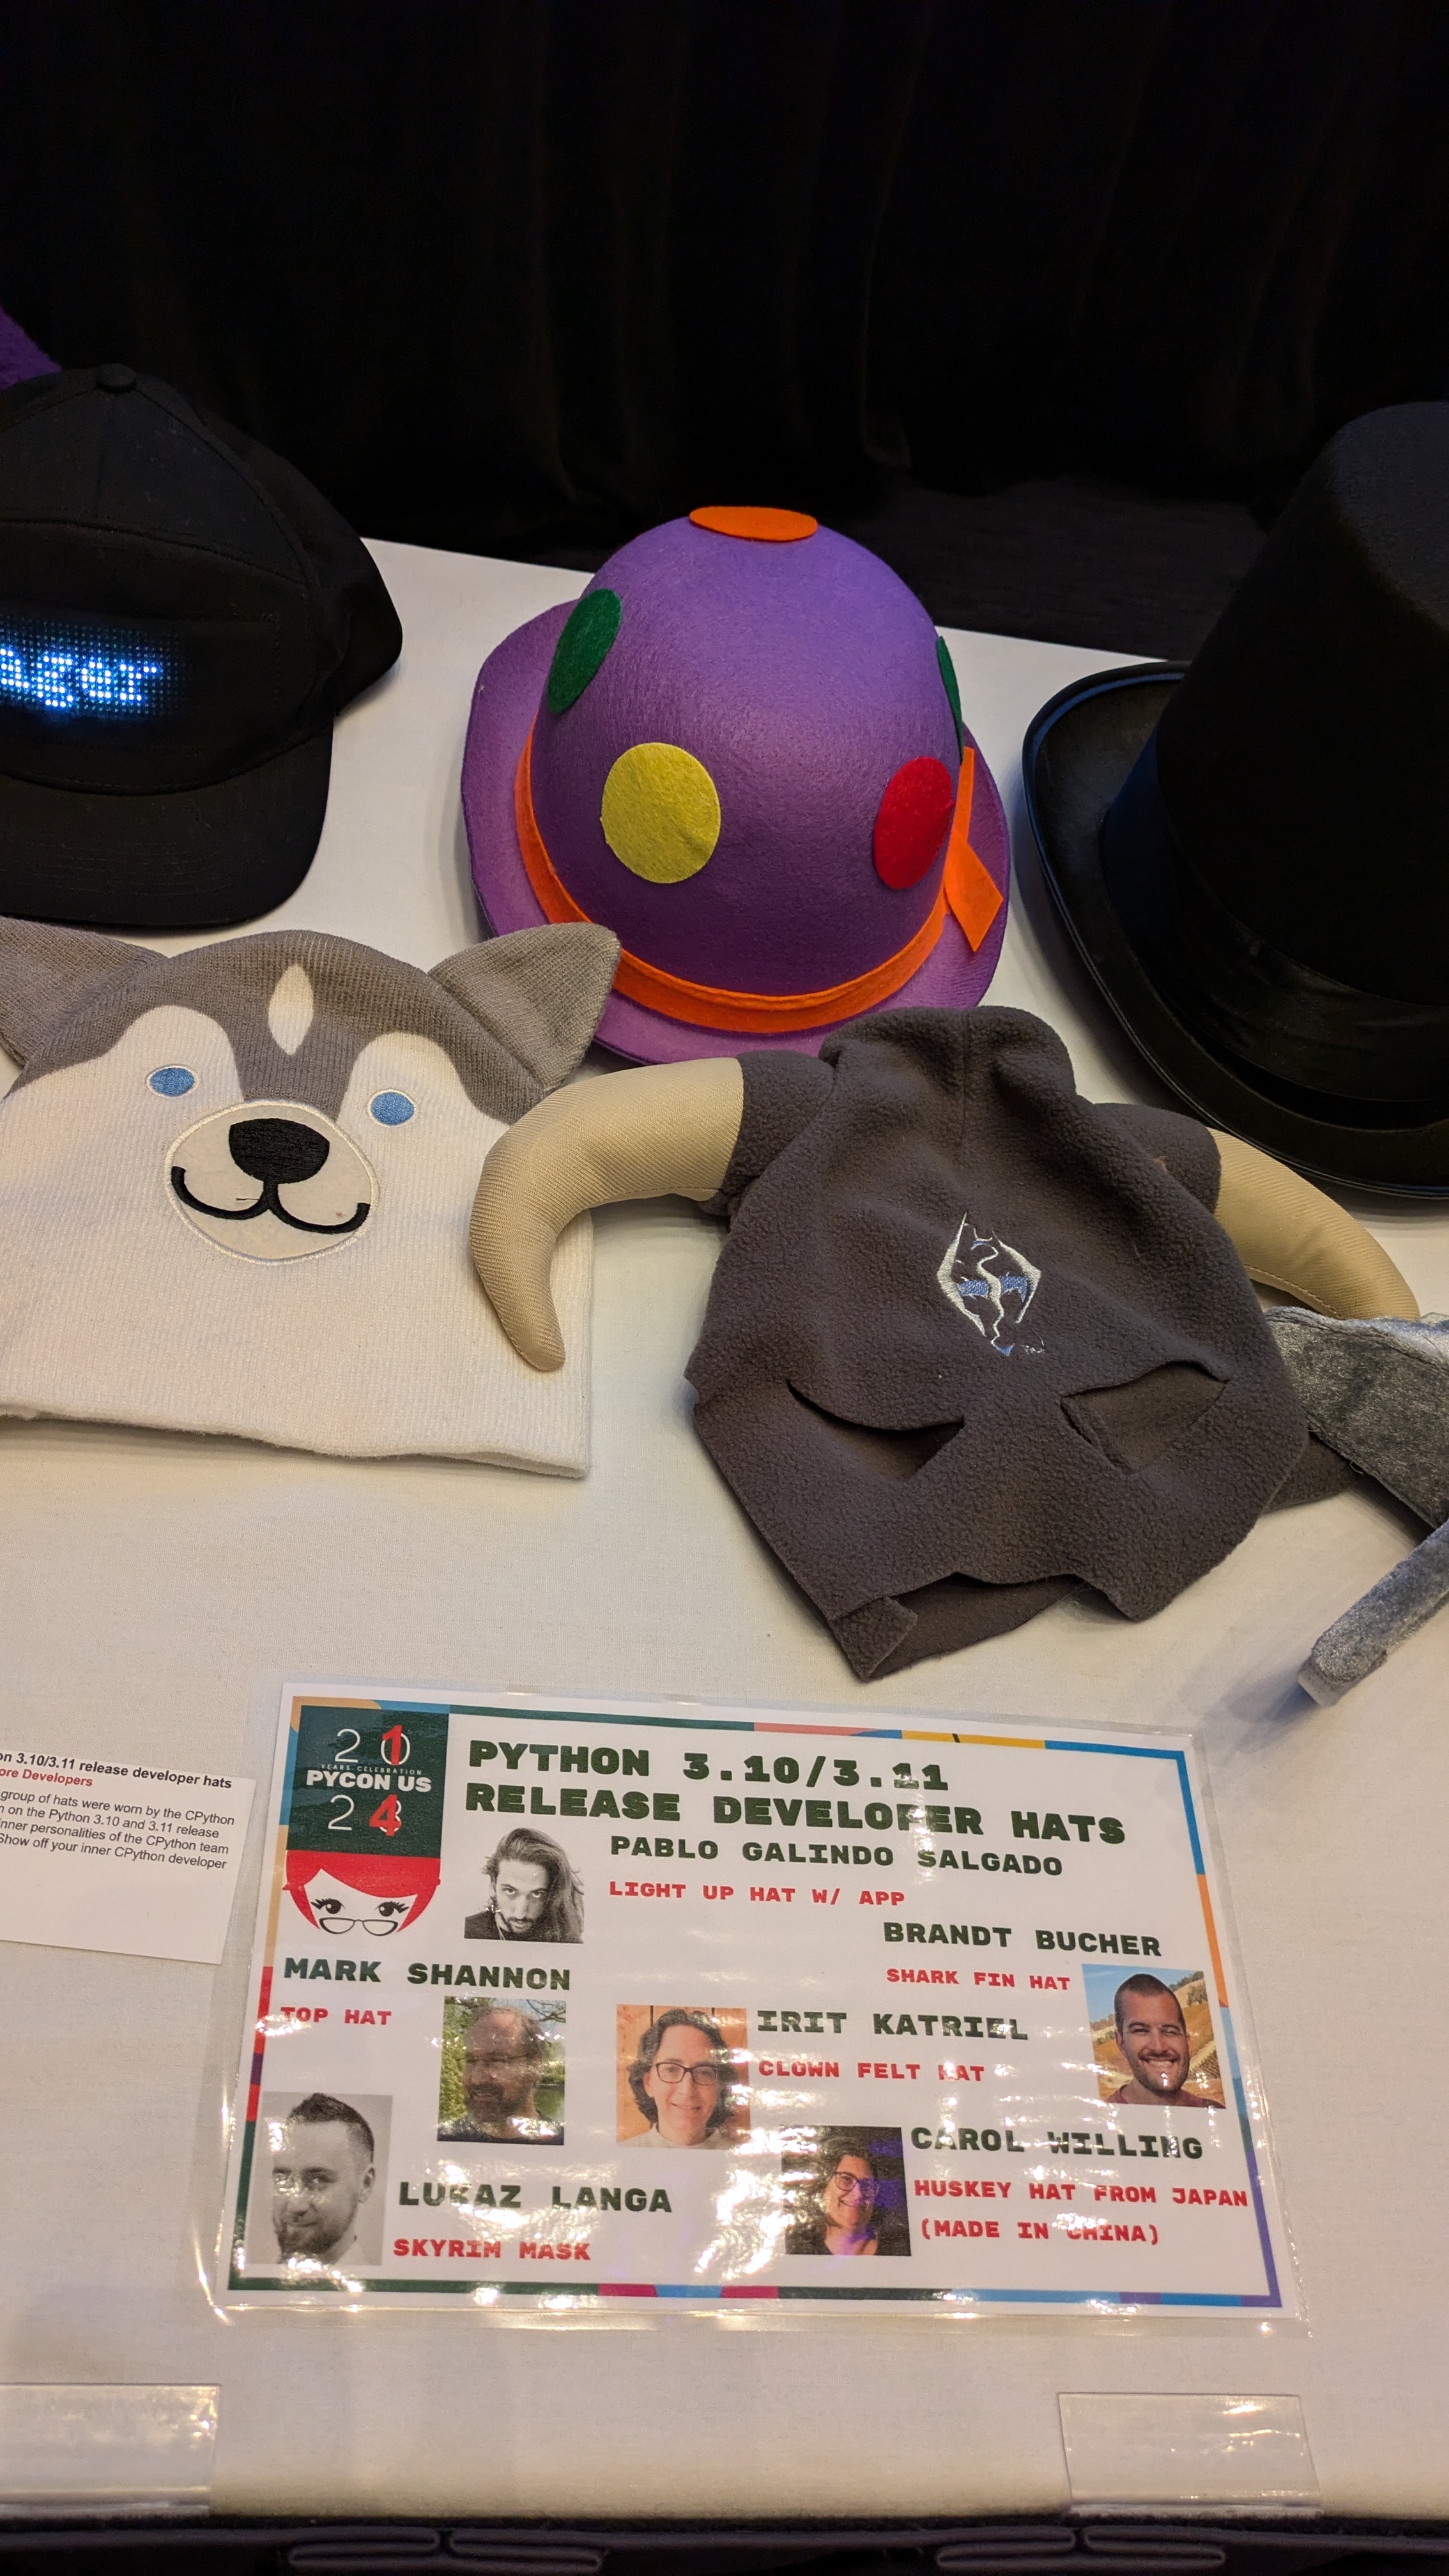 ager
on 3.10/3.11 release developer hats
ore Developers
group of hats were worn by the CPython
n on the Python 3.10 and 3.11 release
inner personalities of the CPython team
Show off your inner CPython developer
20
YEARS CELEBRATION
PYCON US
24
PYTHON 3.10/3.11
RELEASE DEVELOPER HATS
PABLO GALINDO SALGADO
LIGHT UP HAT W/ APP
BRANDT BUCHER
SHARK FIN HAT
MARK SHANNON
TOP HAT
IRIT KATRIEL
CLOWN FELT HAT
CAROL WILLING
HUSKEY HAT FROM JAPAN
(MADE IN CHINA)
LUKAZ LANGA
SKYRIM MASK